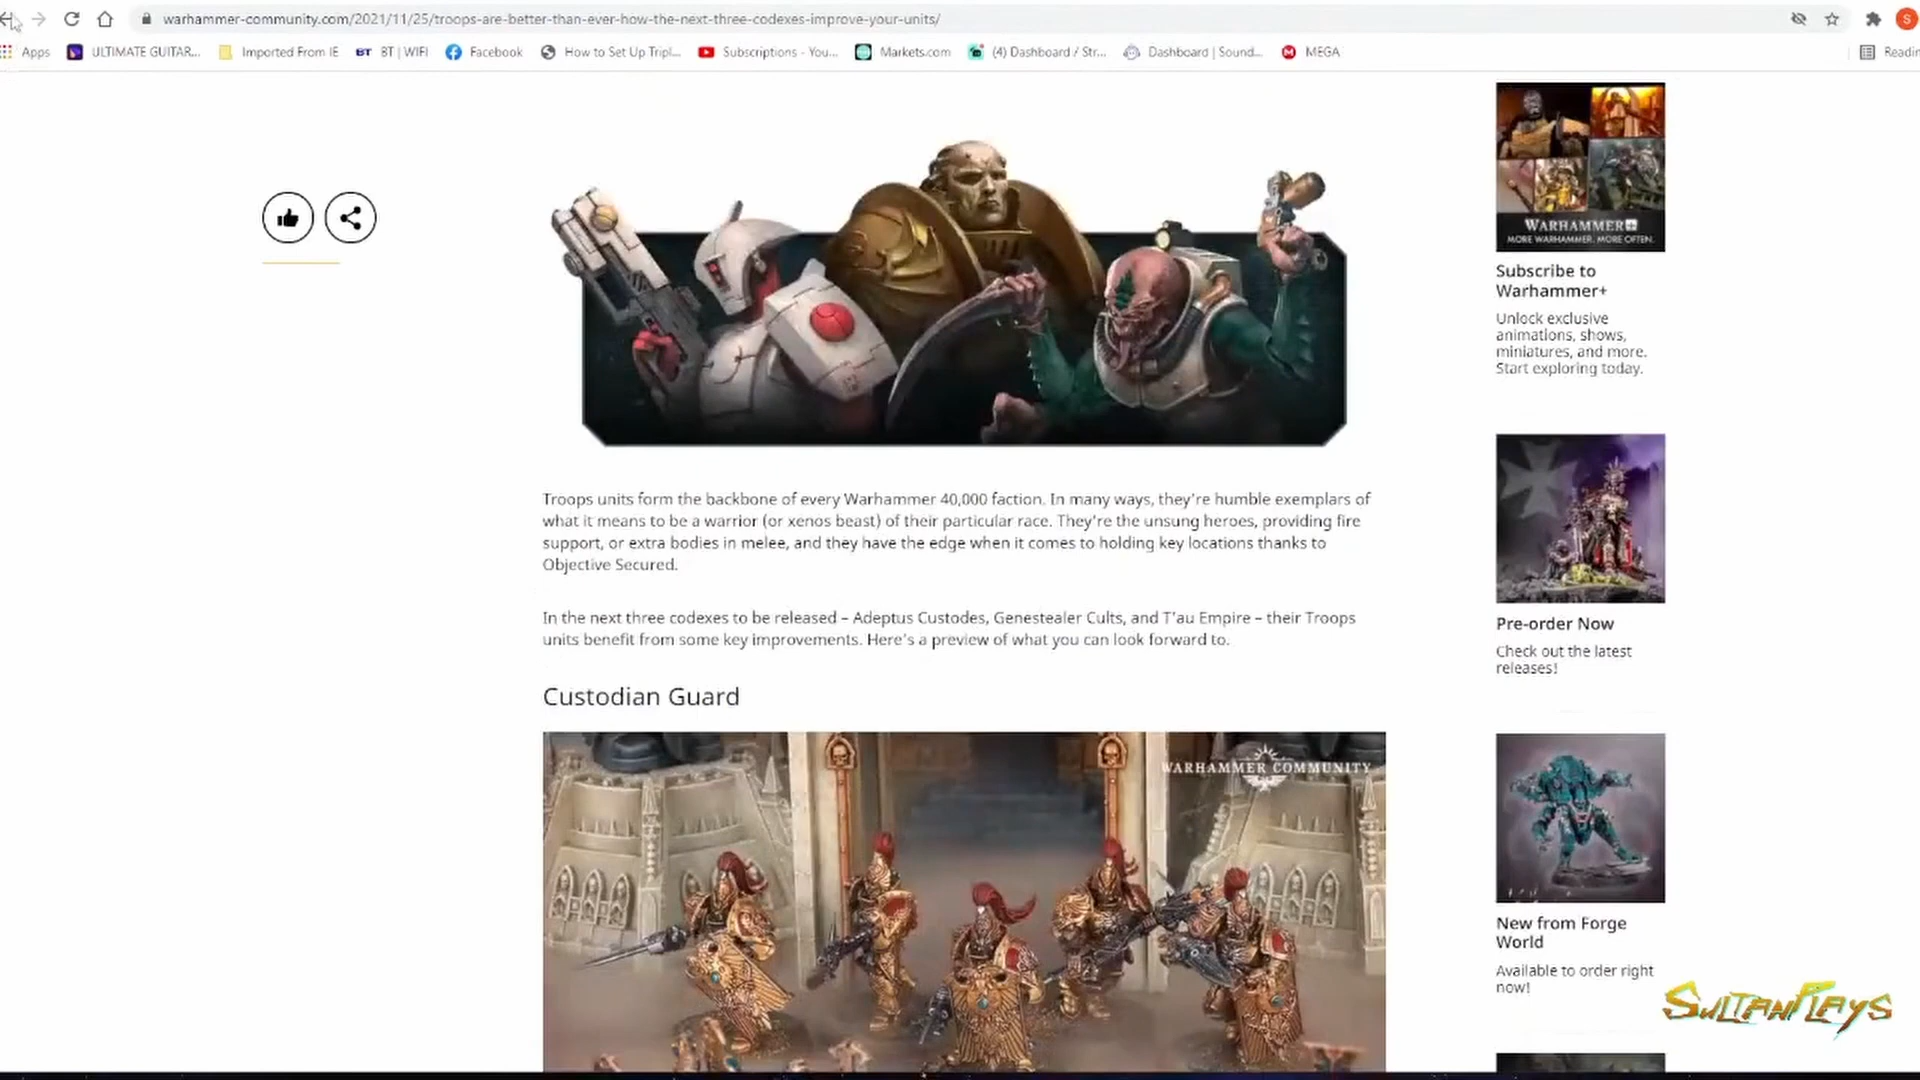 warhammer-community.com/2021/11/25/troops-are-better-than-ever-how-the-next-three-codexes-improve-your-units/
S
Apps
ULTIMATE GUITAR...
Imported From IE
BT BT | WIFI
Facebook
How to Set Up Tripl...
Subscriptions - You...
Markets.com
(4) Dashboard / Str...
Dashboard | Sound...
MEGA
WARHAMMER+
MORE WARHAMMER. MORE OFTEN.
Subscribe to
Warhammer+
Unlock exclusive
animations, shows,
miniatures, and more.
Start exploring today.
Troops units form the backbone of every Warhammer 40,000 faction. In many ways, they're humble exemplars of
what it means to be a warrior (or xenos beast) of their particular race. They're the unsung heroes, providing fire
support, or extra bodies in melee, and they have the edge when it comes to holding key locations thanks to
Objective Secured.
In the next three codexes to be released – Adeptus Custodes, Genestealer Cults, and T'au Empire – their Troops
units benefit from some key improvements. Here's a preview of what you can look forward to.
Pre-order Now
Check out the latest
releases!
Custodian Guard
WARHAMMER COMMUNITY
New from Forge
World
Available to order right
now!
SULTANPLAYS